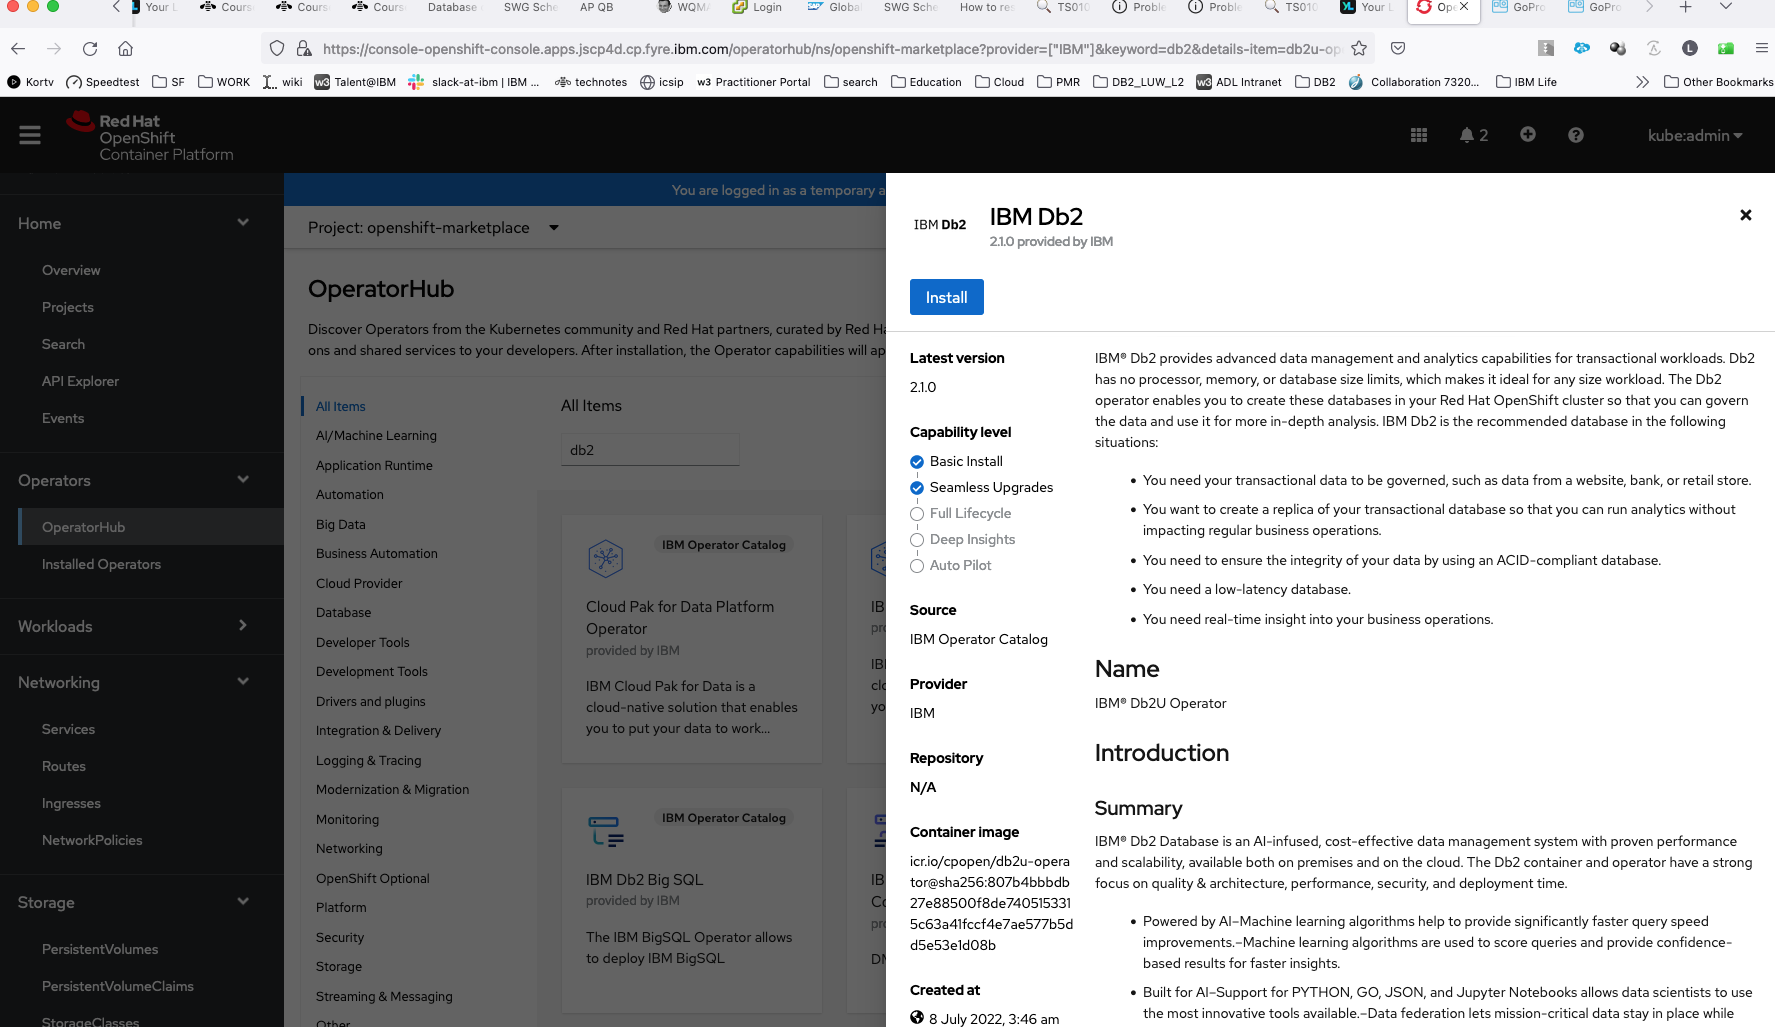 Your L
Cours
Cours
Cours
Database
SWG Sche
AP QB
WQM
Login
Global
SWG Sche
How to re
TS010
Proble
Proble
TS010
Your L
Op
GoPro
GoPro
https://console-openshift-console.apps.jscp4d.cp.fyre.ibm.com/operatorhub/ns/openshift-marketplace?provider=["IBM"]&keyword=db2&details-item=db2u-op
Kortv
Speedtest
SF
WORK
wiki
w3 Talent@IBM
slack-at-ibm | IBM ...
technotes
icsip
w3 Practitioner Portal
search
Education
Cloud
PMR
DB2_LUW_L2
w3 ADL Intranet
DB2
Collaboration 7320...
IBM Life
Other Bookmarks
Red Hat
OpenShift
Container Platform
2
kube:admin
Home
Overview
Projects
Search
API Explorer
Events
Operators
OperatorHub
Installed Operators
Workloads
Networking
Services
Routes
Ingresses
NetworkPolicies
Storage
PersistentVolumes
PersistentVolumeClaims
StorageClasses
You are logged in as a temporary a
Project: openshift-marketplace
OperatorHub
Discover Operators from the Kubernetes community and Red Hat partners, curated by Red Ha
ons and shared services to your developers. After installation, the Operator capabilities will ap
All Items
AI/Machine Learning
Application Runtime
Automation
Big Data
Business Automation
Cloud Provider
Database
Developer Tools
Development Tools
Drivers and plugins
Integration & Delivery
Logging & Tracing
Modernization & Migration
Monitoring
Networking
OpenShift Optional
Platform
Security
Storage
Streaming & Messaging
Other
All Items
db2
IBM Operator Catalog
Cloud Pak for Data Platform
Operator
provided by IBM
IBM Cloud Pak for Data is a
cloud-native solution that enables
you to put your data to work...
IB
pro
IBI
clo
yo
IBM Operator Catalog
IBM Db2 Big SQL
provided by IBM
The IBM BigSQL Operator allows
to deploy IBM BigSQL
IB
Co
pro
DM
IBM Db2
IBM Db2
2.1.0 provided by IBM
Install
Latest version
2.1.0
Capability level
Basic Install
Seamless Upgrades
Full Lifecycle
Deep Insights
Auto Pilot
Source
IBM Operator Catalog
Provider
IBM
Repository
N/A
Container image
icr.io/cpopen/db2u-opera
tor@sha256:807b4bbbdb
27e88500f8de740515331
5c63a41fccf4e7ae577b5d
d5e53e1d08b
Created at
8 July 2022, 3:46 am
IBM® Db2 provides advanced data management and analytics capabilities for transactional workloads. Db2
has no processor, memory, or database size limits, which makes it ideal for any size workload. The Db2
operator enables you to create these databases in your Red Hat OpenShift cluster so that you can govern
the data and use it for more in-depth analysis. IBM Db2 is the recommended database in the following
situations:
• You need your transactional data to be governed, such as data from a website, bank, or retail store.
• You want to create a replica of your transactional database so that you can run analytics without
impacting regular business operations.
• You need to ensure the integrity of your data by using an ACID-compliant database.
• You need a low-latency database.
• You need real-time insight into your business operations.
Name
IBM® Db2U Operator
Introduction
Summary
IBM® Db2 Database is an AI-infused, cost-effective data management system with proven performance
and scalability, available both on premises and on the cloud. The Db2 container and operator have a strong
focus on quality & architecture, performance, security, and deployment time.
• Powered by AI–Machine learning algorithms help to provide significantly faster query speed
improvements.–Machine learning algorithms are used to score queries and provide confidence-
based results for faster insights.
• Built for AI–Support for PYTHON, GO, JSON, and Jupyter Notebooks allows data scientists to use
the most innovative tools available.–Data federation lets mission-critical data stay in place while